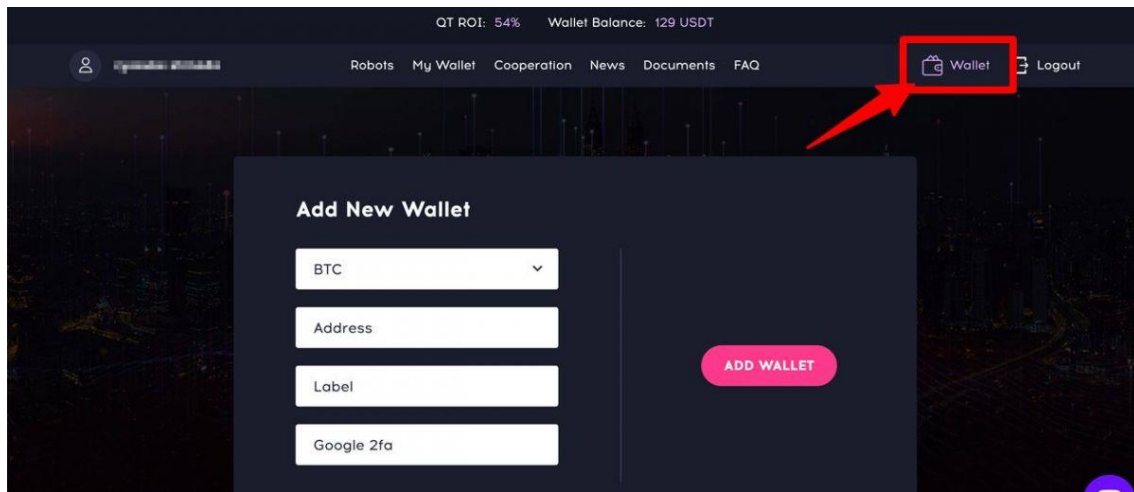 QT ROI: 54% Wallet Balance: 129 USDT
Robots My Wallet Cooperation News Documents FAQ Wallet Logout
Add New Wallet
BTC
Address
Label
Google 2fa
ADD WALLET